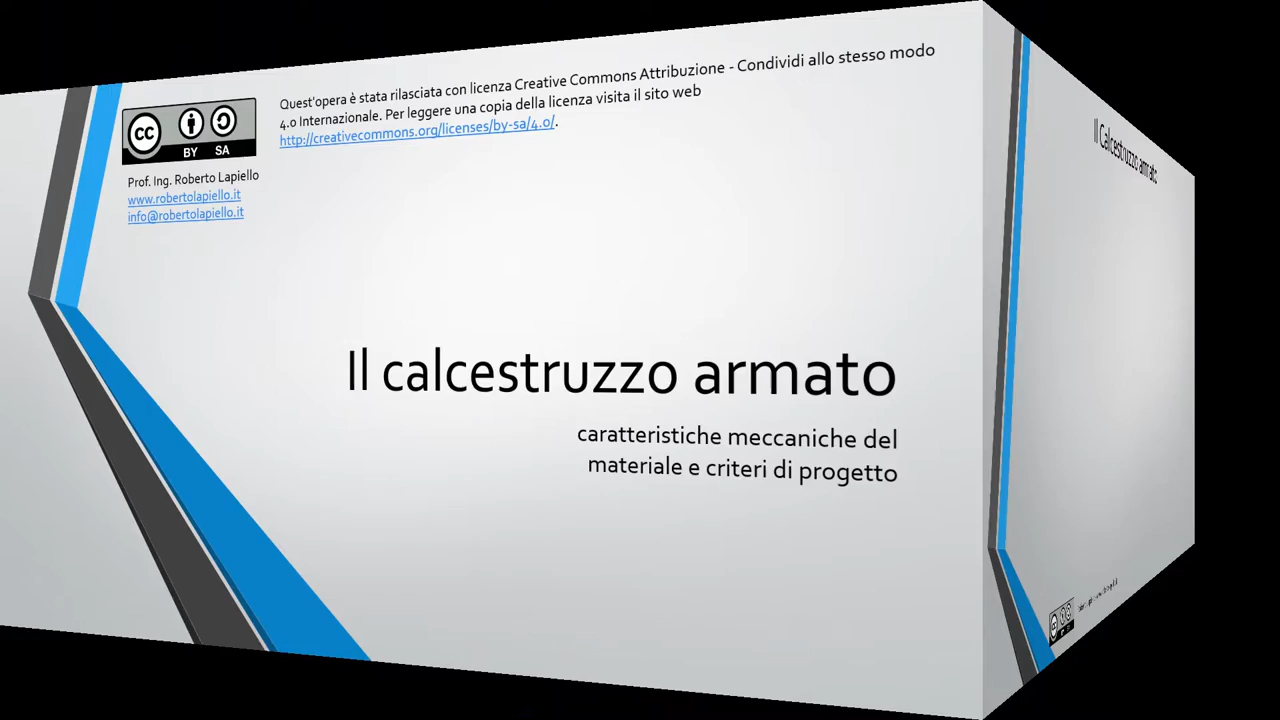 Quest'opera è stata rilasciata con licenza Creative Commons Attribuzione - Condividi allo stesso modo
4.0 Internazionale. Per leggere una copia della licenza visita il sito web
http://creativecommons.org/licenses/by-sa/4.0/.
CC
BY SA
Prof. Ing. Roberto Lapiello
www.robertolapiello.it
info@robertolapiello.it
Il calcestruzzo armato
caratteristiche meccaniche del
materiale e criteri di progetto
Il Calcestruzzo armato